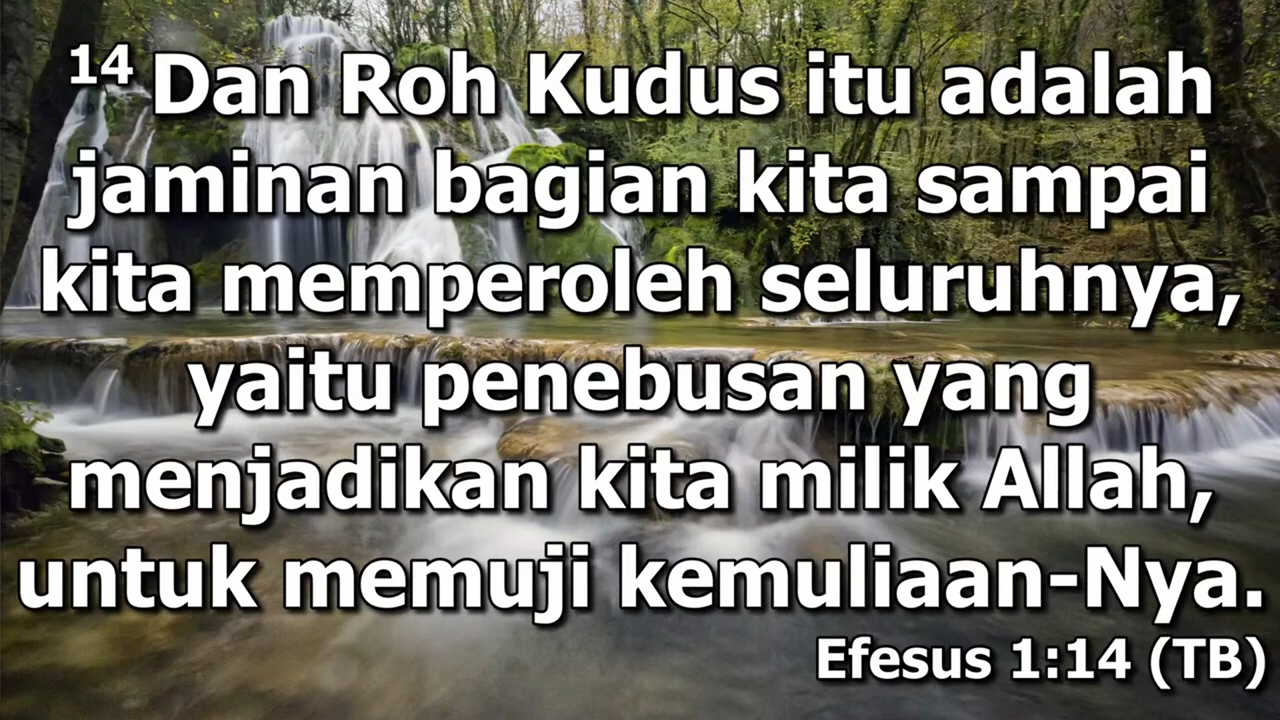 14 Dan Roh Kudus itu adalah
jaminan bagian kita sampai
kita memperoleh seluruhnya,
yaitu penebusan yang
menjadikan kita milik Allah,
untuk memuji kemuliaan-Nya.
Efesus 1:14 (TB)